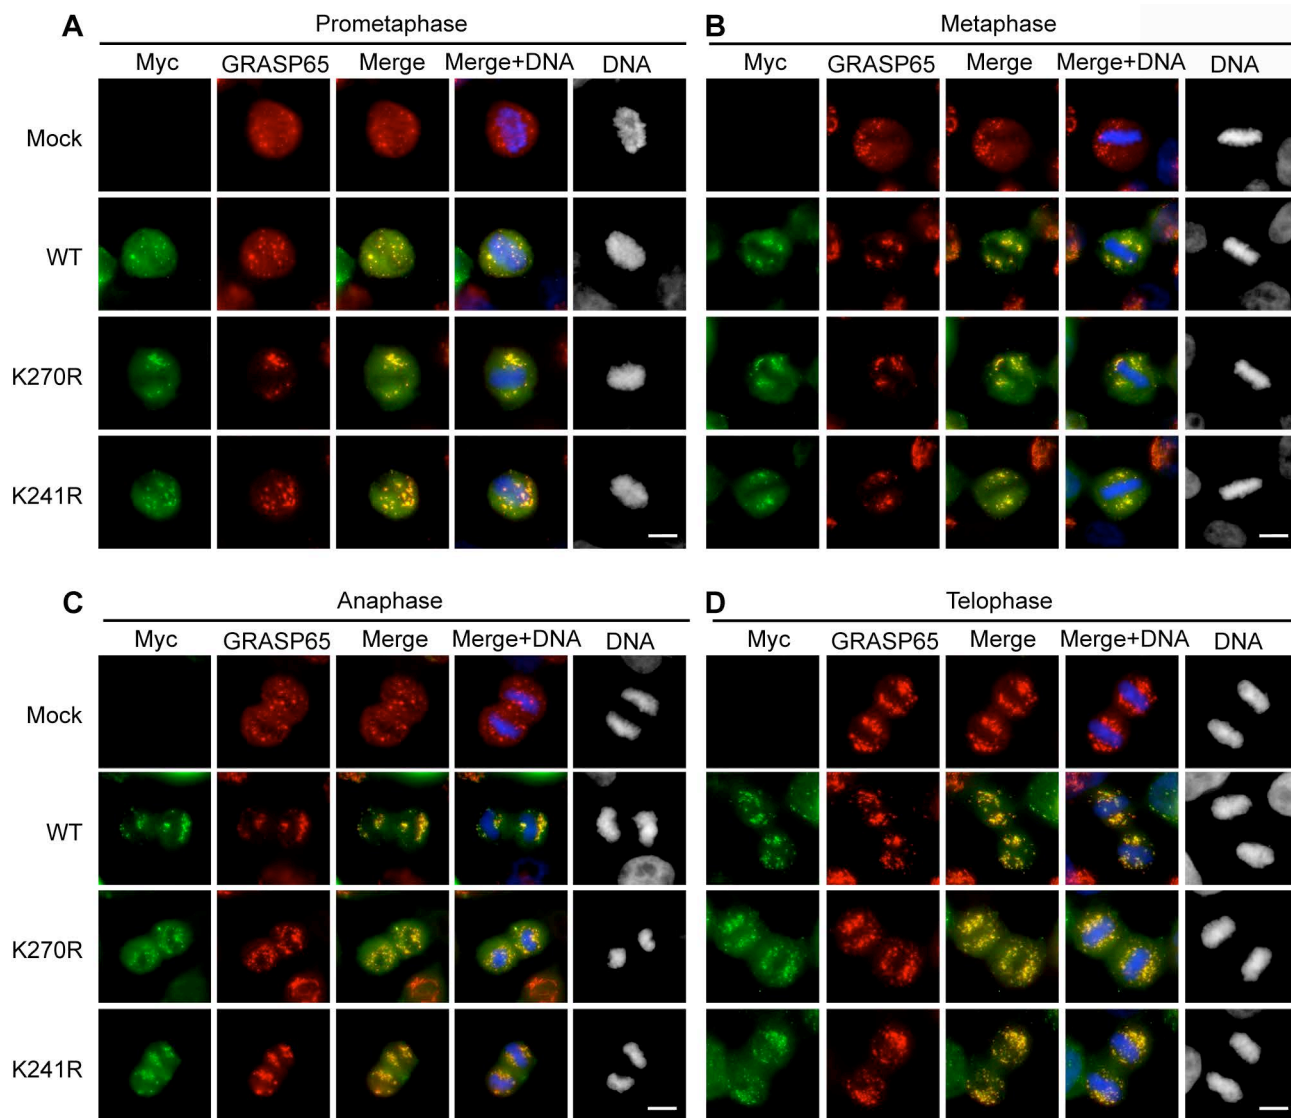 A
Prometaphase
Myc GRASP65 Merge Merge+DNA DNA
Mock
WT
K270R
K241R
B
Metaphase
Myc GRASP65 Merge Merge+DNA DNA
C
Anaphase
Myc GRASP65 Merge Merge+DNA DNA
Mock
WT
K270R
K241R
D
Telophase
Myc GRASP65 Merge Merge+DNA DNA